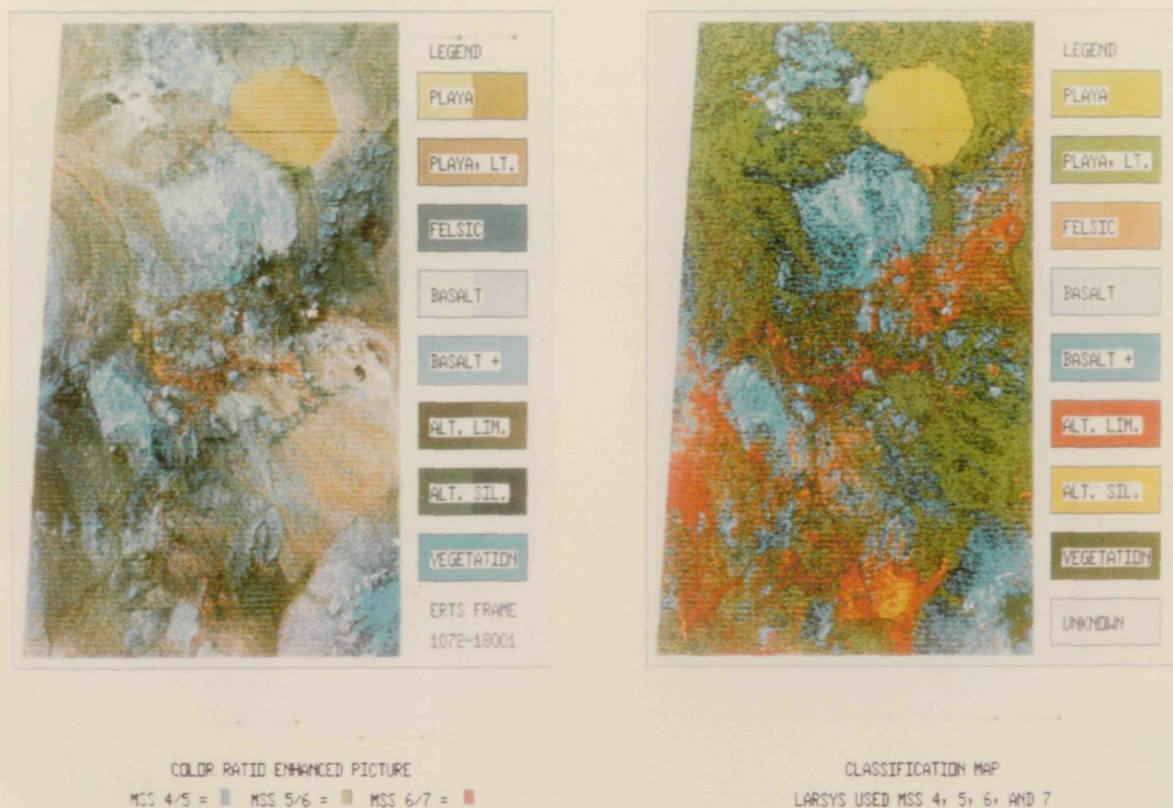 LEGEND
PLAYA
PLAYA, LT.
FELSIC
BASALT
BASALT +
ALT. LIM.
ALT. SIL.
VEGETATION
ERTS FRAME
1072-18001
COLOR RATIO ENHANCED PICTURE
MSS 4/5 = MSS 5/6 = MSS 6/7 =
LEGEND
PLAYA
PLAYA, LT.
FELSIC
BASALT
BASALT +
ALT. LIM.
ALT. SIL.
VEGETATION
UNKNOWN
CLASSIFICATION MAP
LARSYS USED MSS 4, 5, 6, AND 7